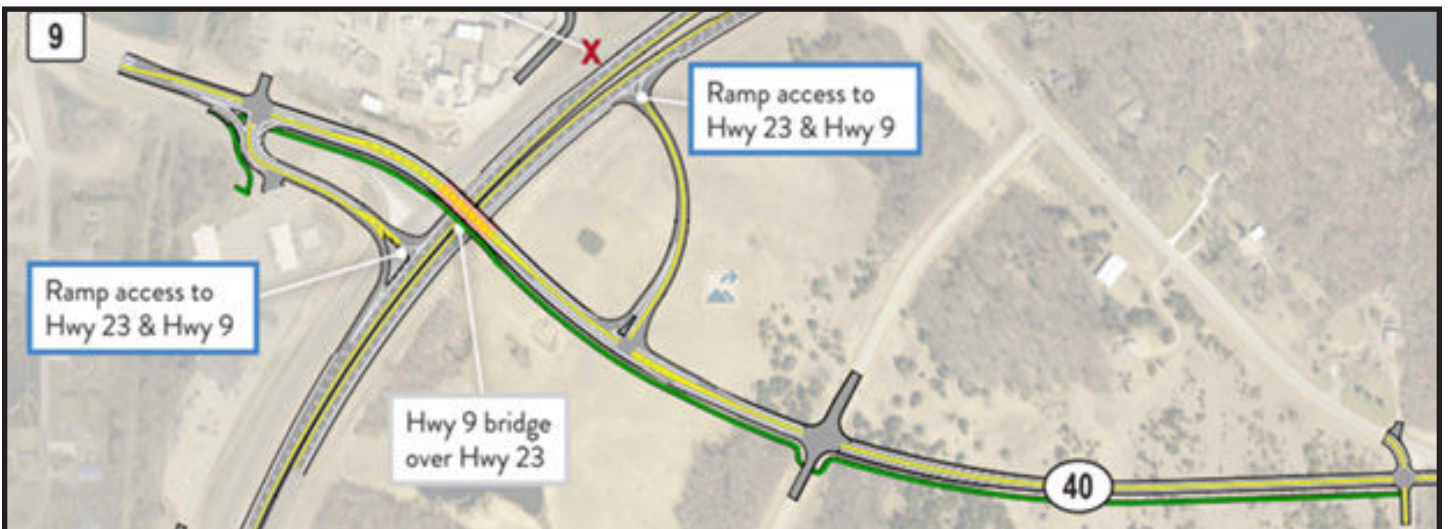 9
X
Ramp access to
Hwy 23 & Hwy 9
Ramp access to
Hwy 23 & Hwy 9
Hwy 9 bridge
over Hwy 23
40